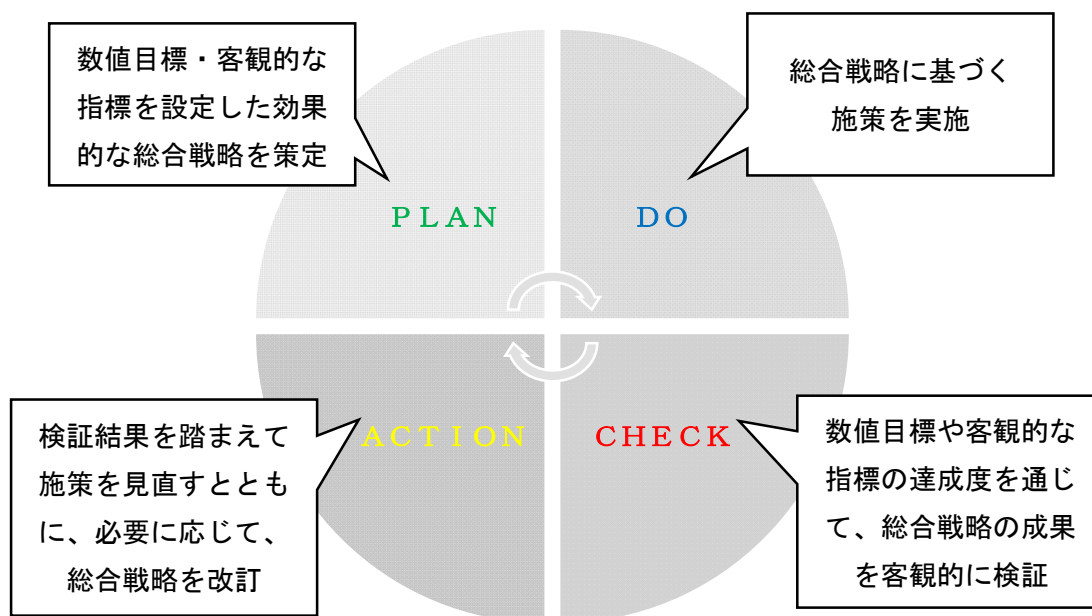 数値目標・客観的な
指標を設定した効果
的な総合戦略を策定
総合戦略に基づく
施策を実施
PLAN
DO
ACTION
CHECK
検証結果を踏まえて
施策を見直すととも
に、必要に応じて、
総合戦略を改訂
数値目標や客観的な
指標の達成度を通じ
て、総合戦略の成果
を客観的に検証